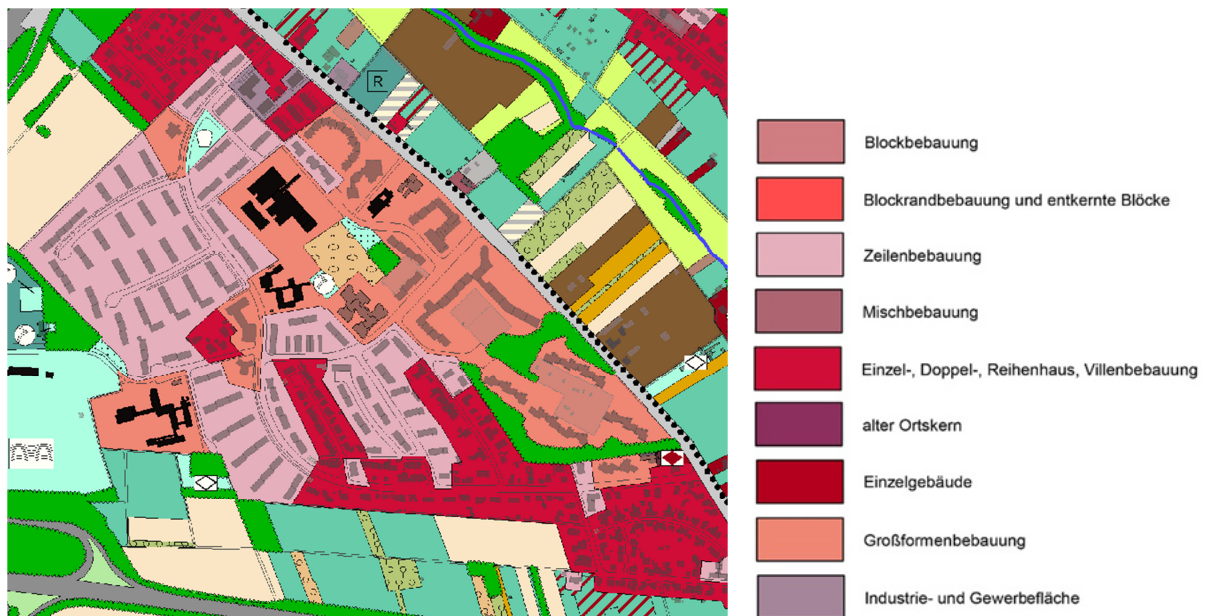 R
Blockbebauung
Blockrandbebauung und entkernte Blöcke
Zeilenbebauung
Mischbebauung
Einzel-, Doppel-, Reihenhaus, Villenbebauung
alter Ortskern
Einzelgebäude
Großformenbebauung
Industrie- und Gewerbefläche